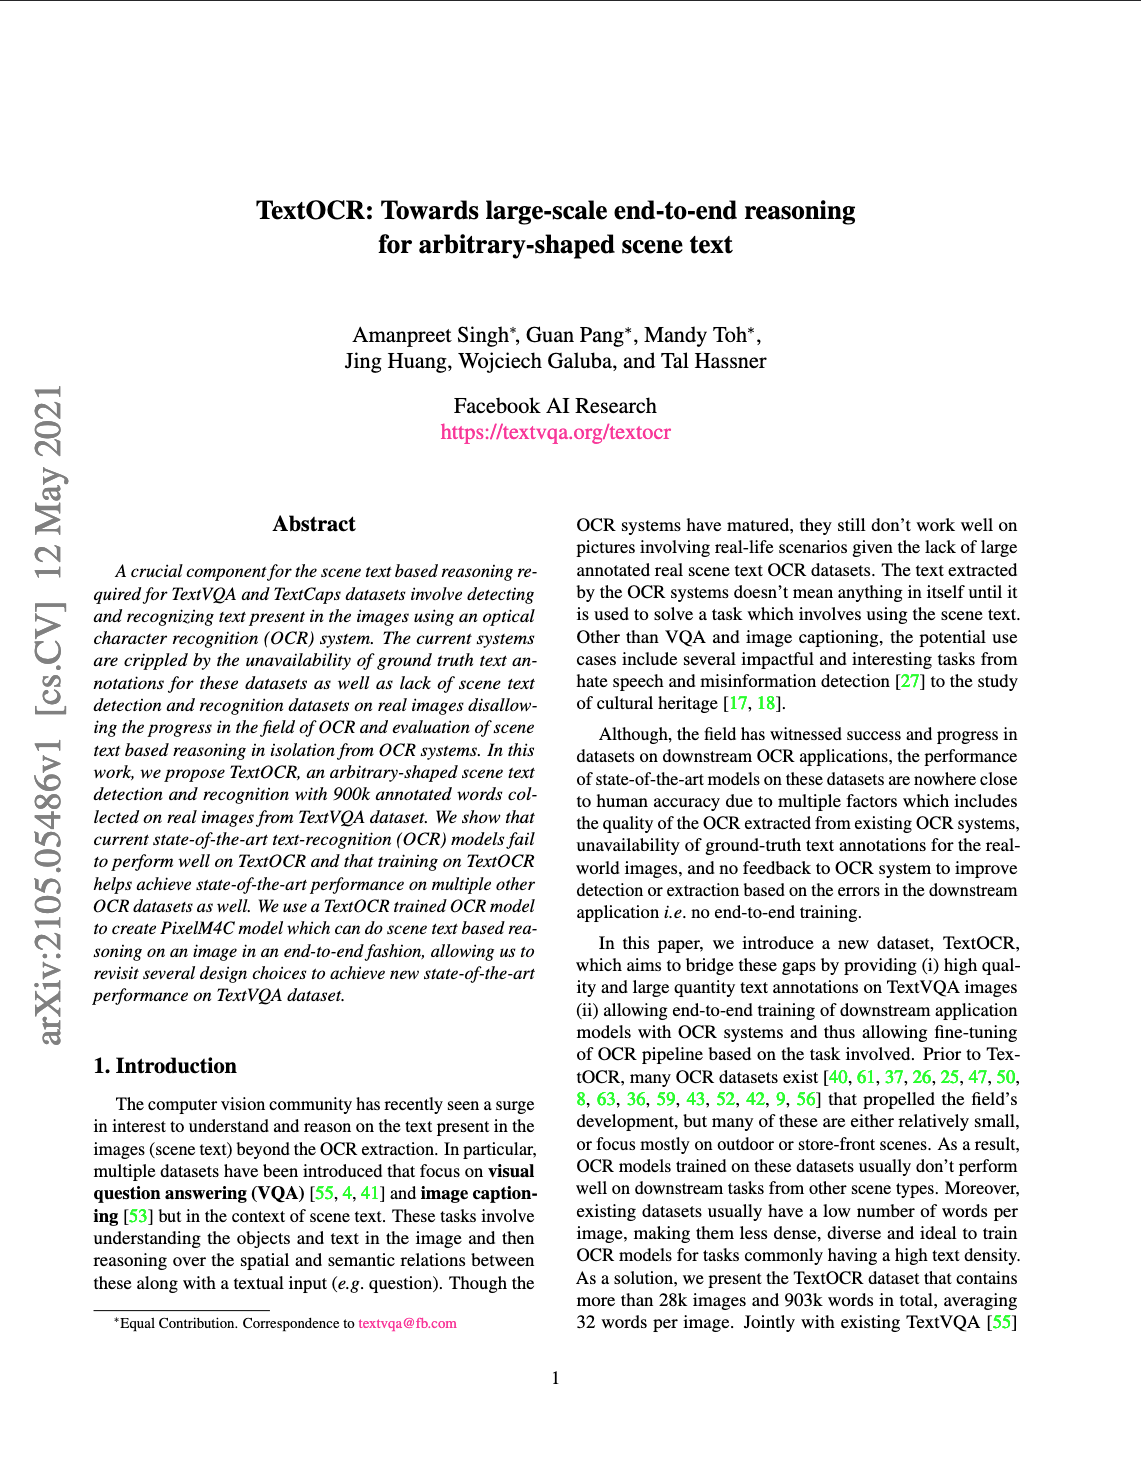 TextOCR: Towards large-scale end-to-end reasoning
for arbitrary-shaped scene text
Amanpreet Singh*, Guan Pang*, Mandy Toh*,
Jing Huang, Wojciech Galuba, and Tal Hassner
Facebook AI Research
https://textvqa.org/textocr
arXiv:2105.05486v1 [cs.CV] 12 May 2021
Abstract
A crucial component for the scene text based reasoning re-
quired for TextVQA and TextCaps datasets involve detecting
and recognizing text present in the images using an optical
character recognition (OCR) system. The current systems
are crippled by the unavailability of ground truth text an-
notations for these datasets as well as lack of scene text
detection and recognition datasets on real images disallow-
ing the progress in the field of OCR and evaluation of scene
text based reasoning in isolation from OCR systems. In this
work, we propose TextOCR, an arbitrary-shaped scene text
detection and recognition with 900k annotated words col-
lected on real images from TextVQA dataset. We show that
current state-of-the-art text-recognition (OCR) models fail
to perform well on TextOCR and that training on TextOCR
helps achieve state-of-the-art performance on multiple other
OCR datasets as well. We use a TextOCR trained OCR model
to create PixelM4C model which can do scene text based rea-
soning on an image in an end-to-end fashion, allowing us to
revisit several design choices to achieve new state-of-the-art
performance on TextVQA dataset.
1. Introduction
The computer vision community has recently seen a surge
in interest to understand and reason on the text present in the
images (scene text) beyond the OCR extraction. In particular,
multiple datasets have been introduced that focus on visual
question answering (VQA) [55, 4, 41] and image caption-
ing [53] but in the context of scene text. These tasks involve
understanding the objects and text in the image and then
reasoning over the spatial and semantic relations between
these along with a textual input (e.g. question). Though the
*Equal Contribution. Correspondence to textvqa@fb.com
OCR systems have matured, they still don't work well on
pictures involving real-life scenarios given the lack of large
annotated real scene text OCR datasets. The text extracted
by the OCR systems doesn't mean anything in itself until it
is used to solve a task which involves using the scene text.
Other than VQA and image captioning, the potential use
cases include several impactful and interesting tasks from
hate speech and misinformation detection [27] to the study
of cultural heritage [17, 18].
Although, the field has witnessed success and progress in
datasets on downstream OCR applications, the performance
of state-of-the-art models on these datasets are nowhere close
to human accuracy due to multiple factors which includes
the quality of the OCR extracted from existing OCR systems,
unavailability of ground-truth text annotations for the real-
world images, and no feedback to OCR system to improve
detection or extraction based on the errors in the downstream
application i.e. no end-to-end training.
In this paper, we introduce a new dataset, TextOCR,
which aims to bridge these gaps by providing (i) high qual-
ity and large quantity text annotations on TextVQA images
(ii) allowing end-to-end training of downstream application
models with OCR systems and thus allowing fine-tuning
of OCR pipeline based on the task involved. Prior to Tex-
tOCR, many OCR datasets exist [40, 61, 37, 26, 25, 47, 50,
8, 63, 36, 59, 43, 52, 42, 9, 56] that propelled the field's
development, but many of these are either relatively small,
or focus mostly on outdoor or store-front scenes. As a result,
OCR models trained on these datasets usually don't perform
well on downstream tasks from other scene types. Moreover,
existing datasets usually have a low number of words per
image, making them less dense, diverse and ideal to train
OCR models for tasks commonly having a high text density.
As a solution, we present the TextOCR dataset that contains
more than 28k images and 903k words in total, averaging
32 words per image. Jointly with existing TextVQA [55]
1